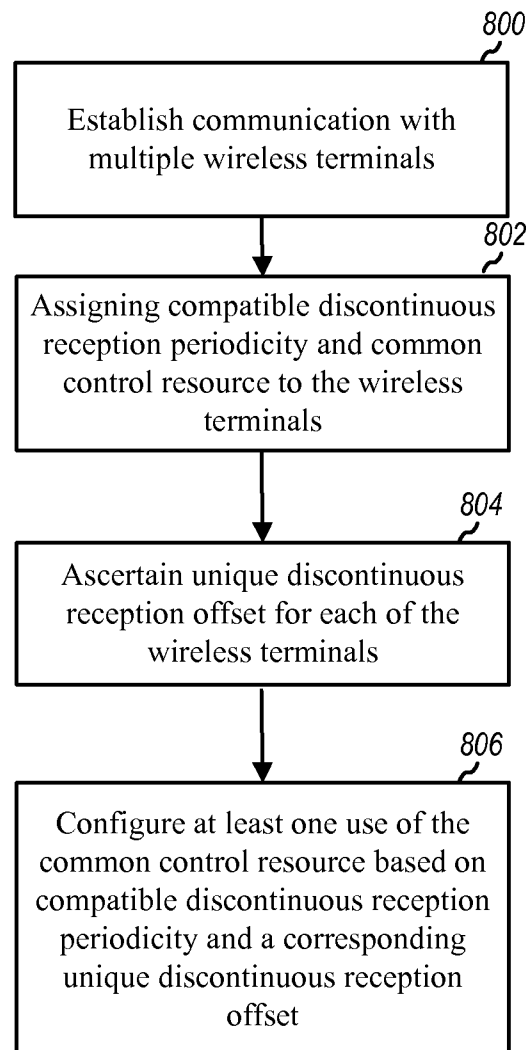 800
Establish communication with
multiple wireless terminals
802
Assigning compatible discontinuous
reception periodicity and common
control resource to the wireless
terminals
804
Ascertain unique discontinuous
reception offset for each of the
wireless terminals
806
Configure at least one use of the
common control resource based on
compatible discontinuous reception
periodicity and a corresponding
unique discontinuous reception
offset